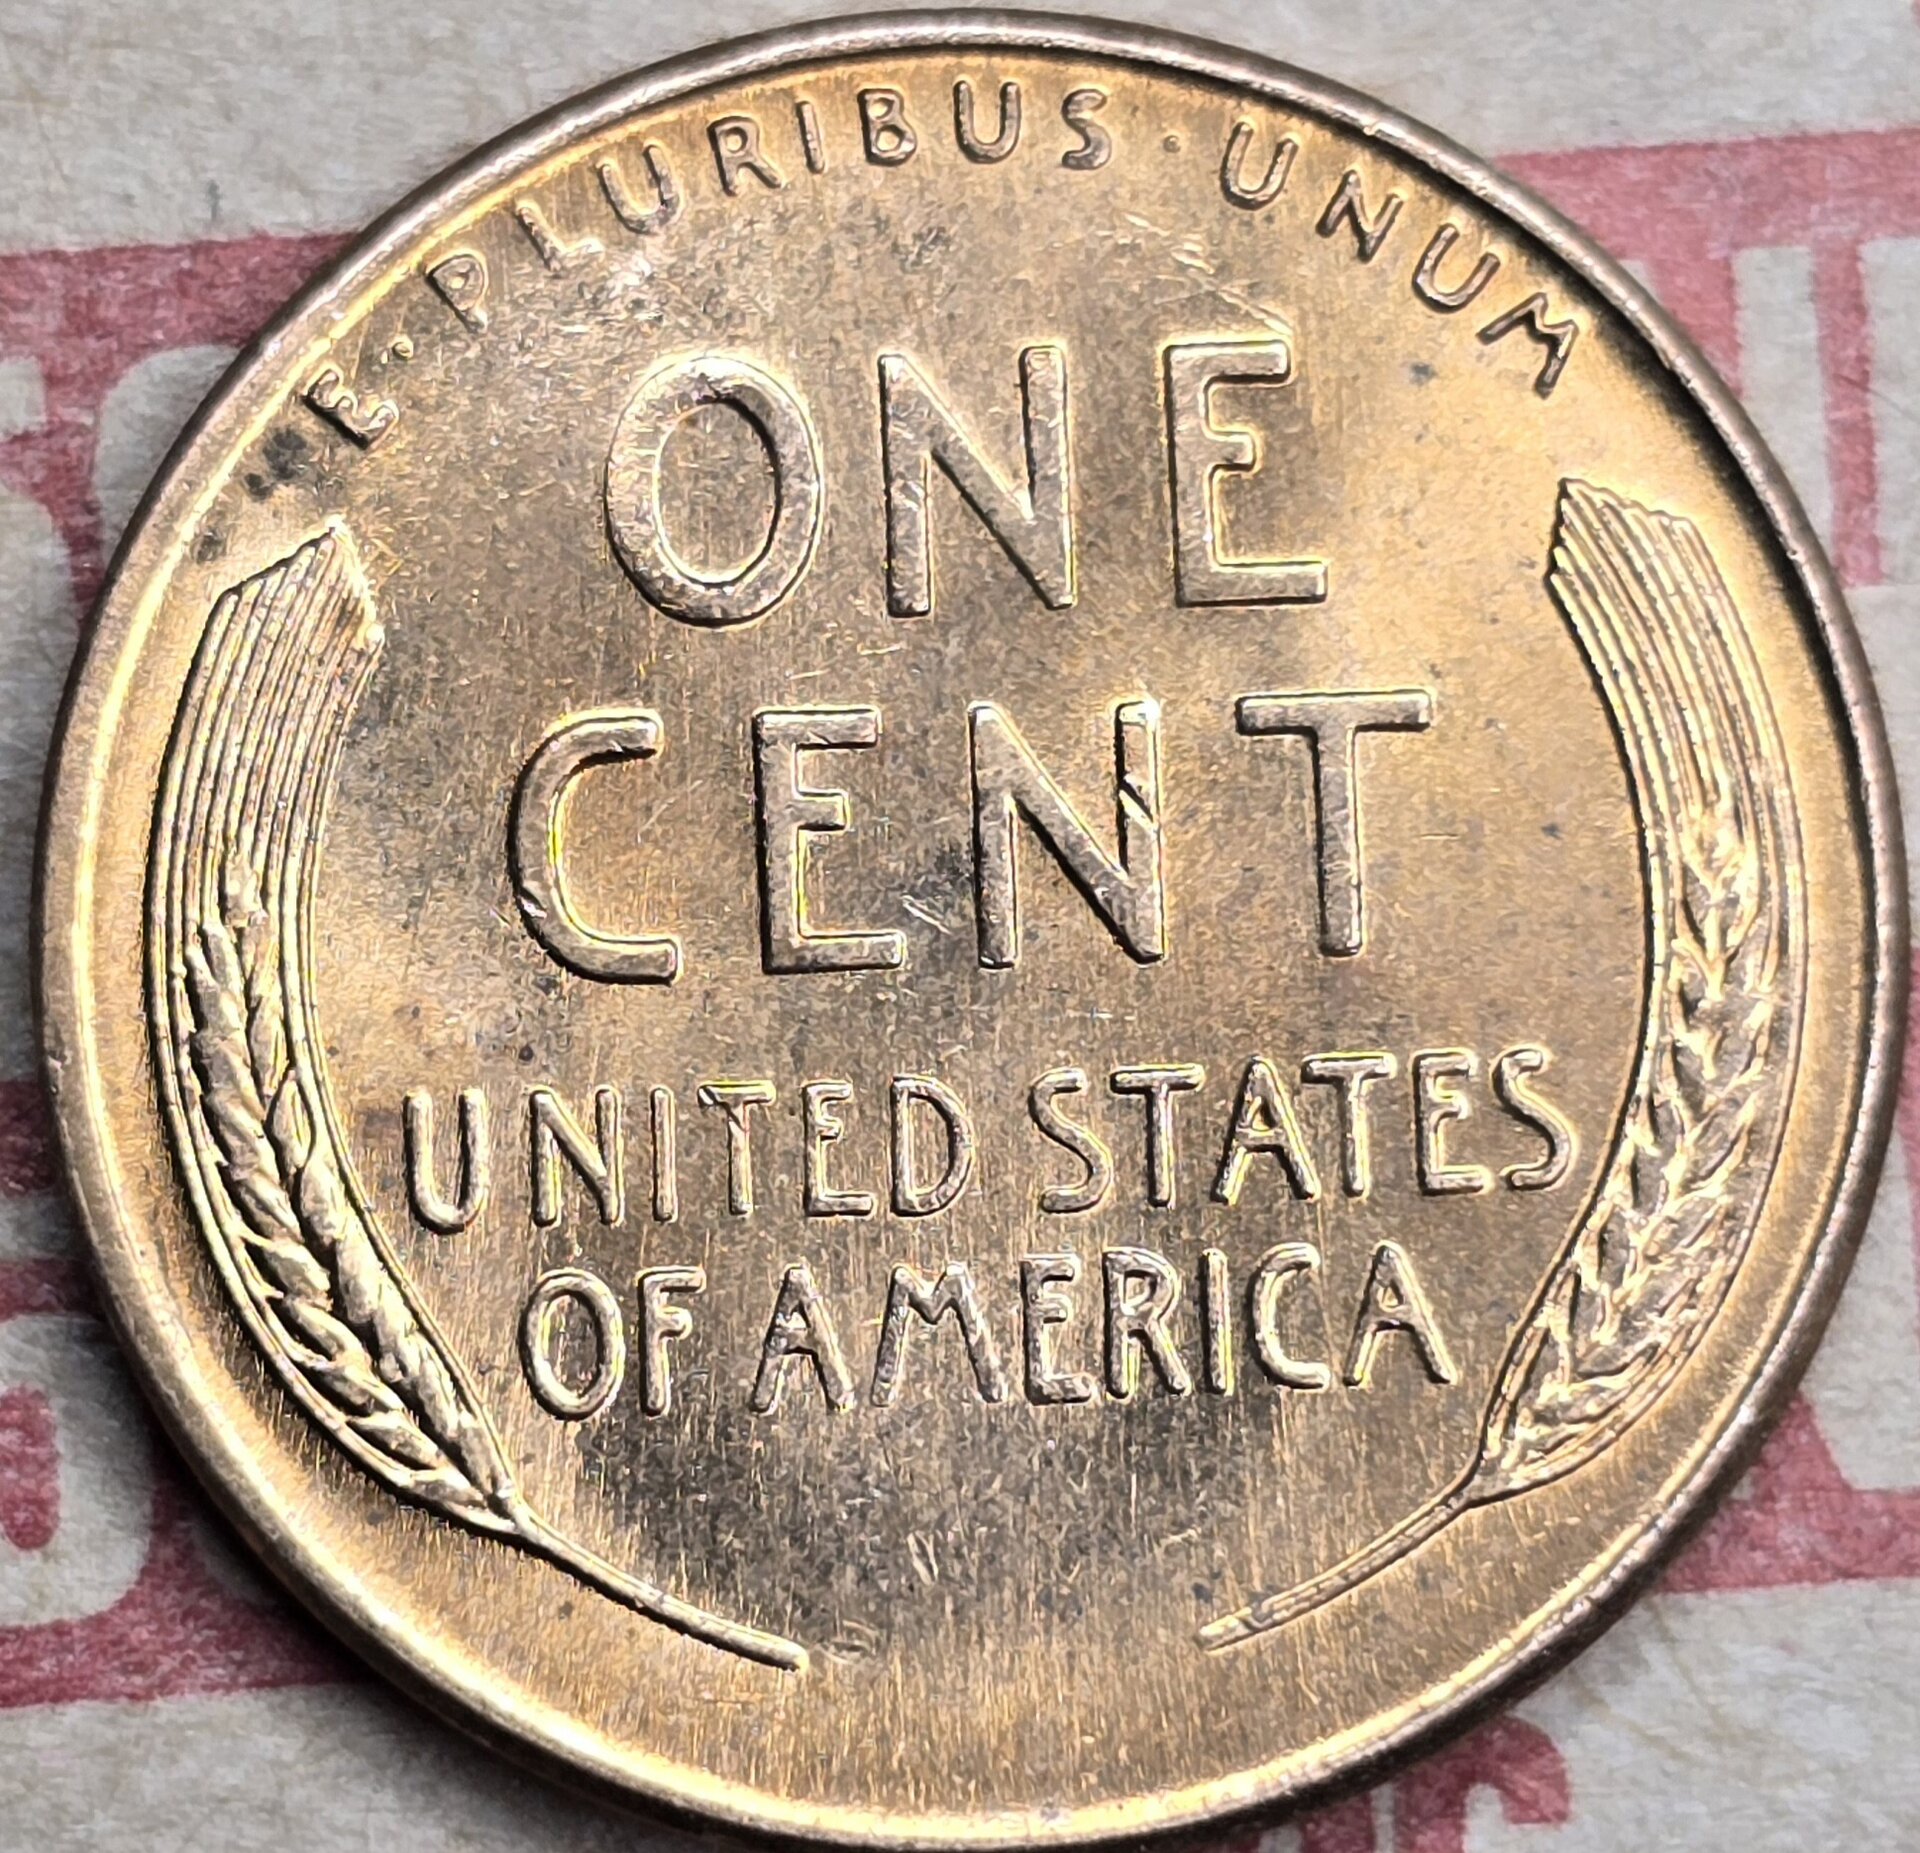 E · PLURIBUS · UNUM
ONE
CENT
UNITED STATES
OF AMERICA